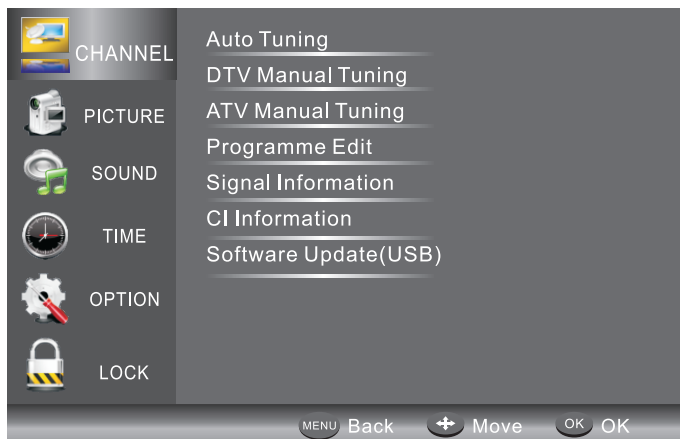 CHANNEL
PICTURE
SOUND
TIME
OPTION
LOCK
Auto Tuning
DTV Manual Tuning
ATV Manual Tuning
Programme Edit
Signal Information
CI Information
Software Update(USB)
MENU Back Move OK OK